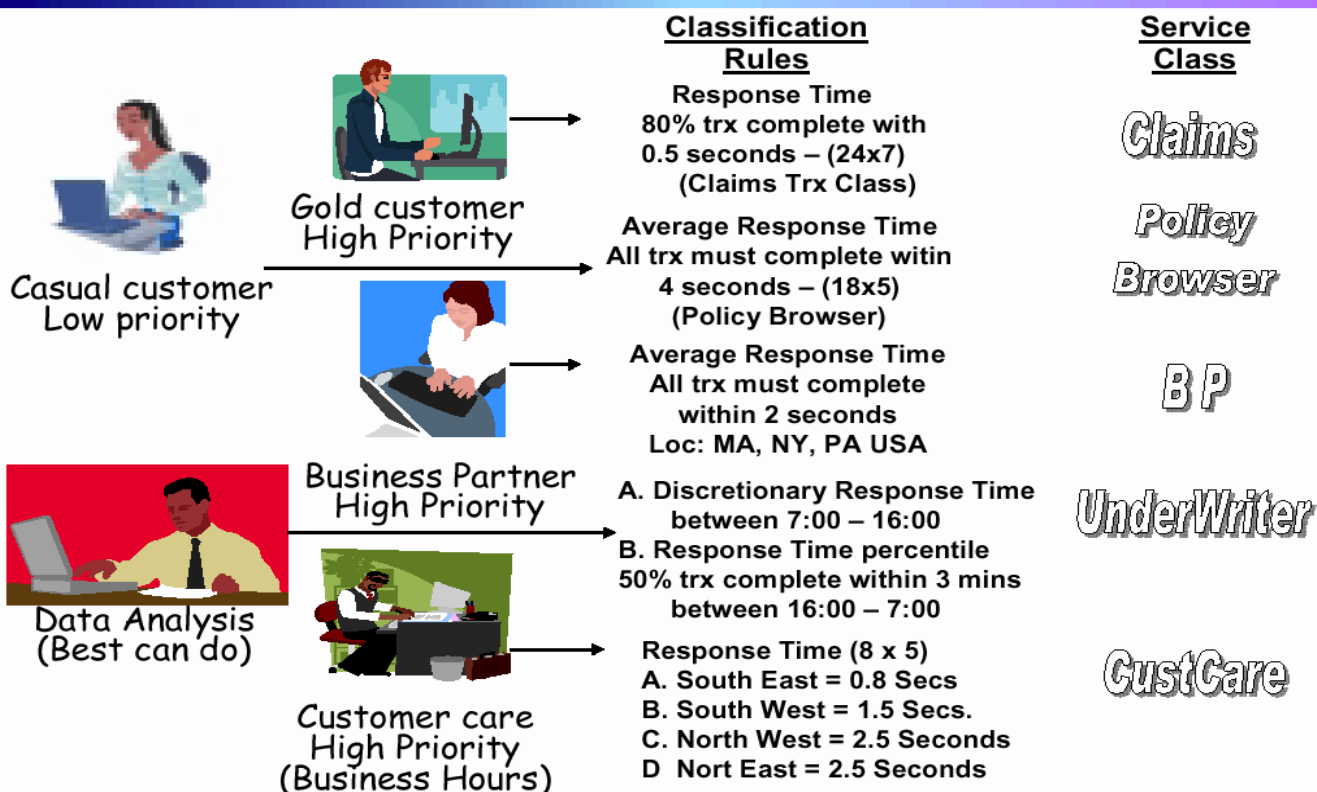 Classification
Rules
Service
Class
Gold customer
High Priority
Response Time
80% trx complete with
0.5 seconds – (24x7)
(Claims Trx Class)
Claims
Casual customer
Low priority
Average Response Time
All trx must complete witin
4 seconds – (18x5)
(Policy Browser)
Policy
Browser
Business Partner
High Priority
Average Response Time
All trx must complete
within 2 seconds
Loc: MA, NY, PA USA
B P
Data Analysis
(Best can do)
A. Discretionary Response Time
between 7:00 – 16:00
B. Response Time percentile
50% trx complete within 3 mins
between 16:00 – 7:00
UnderWriter
Customer care
High Priority
(Business Hours)
Response Time (8 x 5)
A. South East = 0.8 Secs
B. South West = 1.5 Secs.
C. North West = 2.5 Seconds
D Nort East = 2.5 Seconds
CustCare